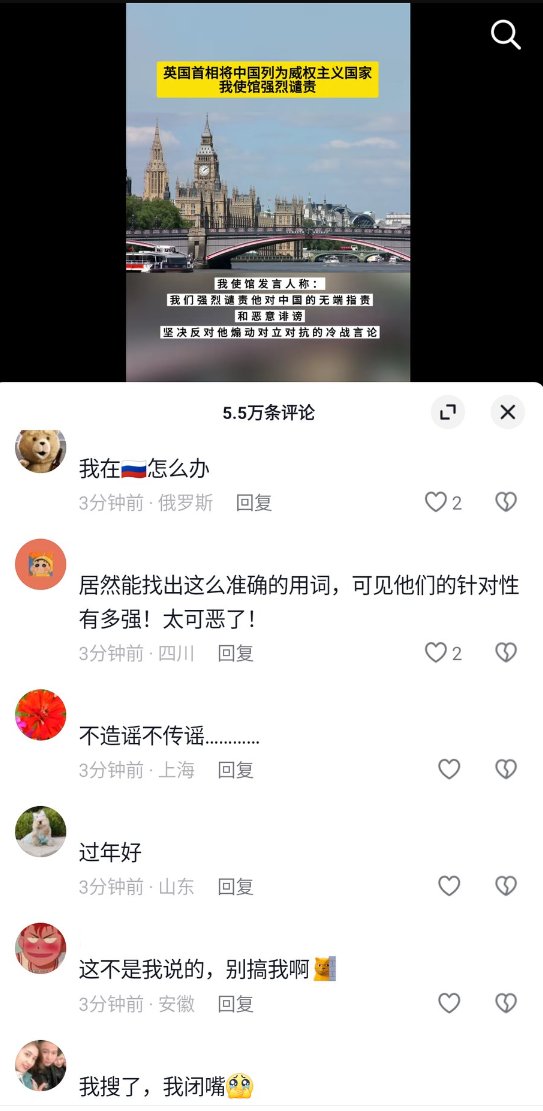 英国首相将中国列为威权主义国家
我使馆强烈谴责
我使馆发言人称：
我们强烈谴责他对中国的无端指责
和恶意诽谤
坚决反对他煽动对立对抗的冷战言论
5.5万条评论
我在🇷🇺怎么办
3分钟前 · 俄罗斯 回复 2
居然能找出这么准确的用词，可见他们的针对性
有多强！太可恶了！
3分钟前 · 四川 回复 2
不造谣不传谣…………
3分钟前 · 上海 回复
过年好
3分钟前 · 山东 回复
这不是我说的，别搞我啊
3分钟前 · 安徽 回复
我搜了，我闭嘴🥹